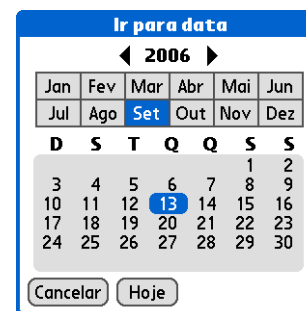 Ir para data
2006
Jan Fev Mar Abr Mai Jun
Jul Ago Set Out Nov Dez
D S T Q Q S S
1 2
3 4 5 6 7 8 9
10 11 12 13 14 15 16
17 18 19 20 21 22 23
24 25 26 27 28 29 30
Cancelar Hoje